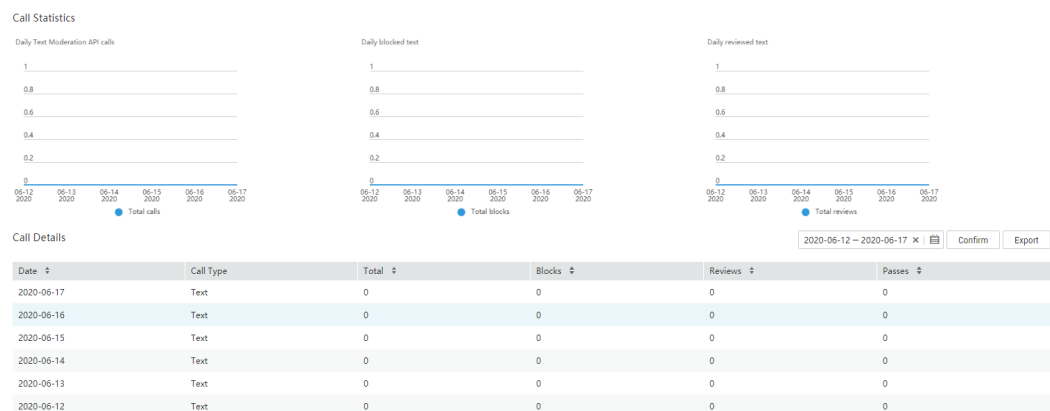 Call Statistics
Daily Text Moderation API calls
1
0.8
0.6
0.4
0.2
0
06-12 06-13 06-14 06-15 06-16 06-17
2020 2020 2020 2020 2020 2020
Total calls
Daily blocked text
1
0.8
0.6
0.4
0.2
0
06-12 06-13 06-14 06-15 06-16 06-17
2020 2020 2020 2020 2020 2020
Total blocks
Daily reviewed text
1
0.8
0.6
0.4
0.2
0
06-12 06-13 06-14 06-15 06-16 06-17
2020 2020 2020 2020 2020 2020
Total reviews
Call Details
2020-06-12 – 2020-06-17 × Confirm Export
Date Call Type Total Blocks Reviews Passes
2020-06-17 Text 0 0 0 0
2020-06-16 Text 0 0 0 0
2020-06-15 Text 0 0 0 0
2020-06-14 Text 0 0 0 0
2020-06-13 Text 0 0 0 0
2020-06-12 Text 0 0 0 0